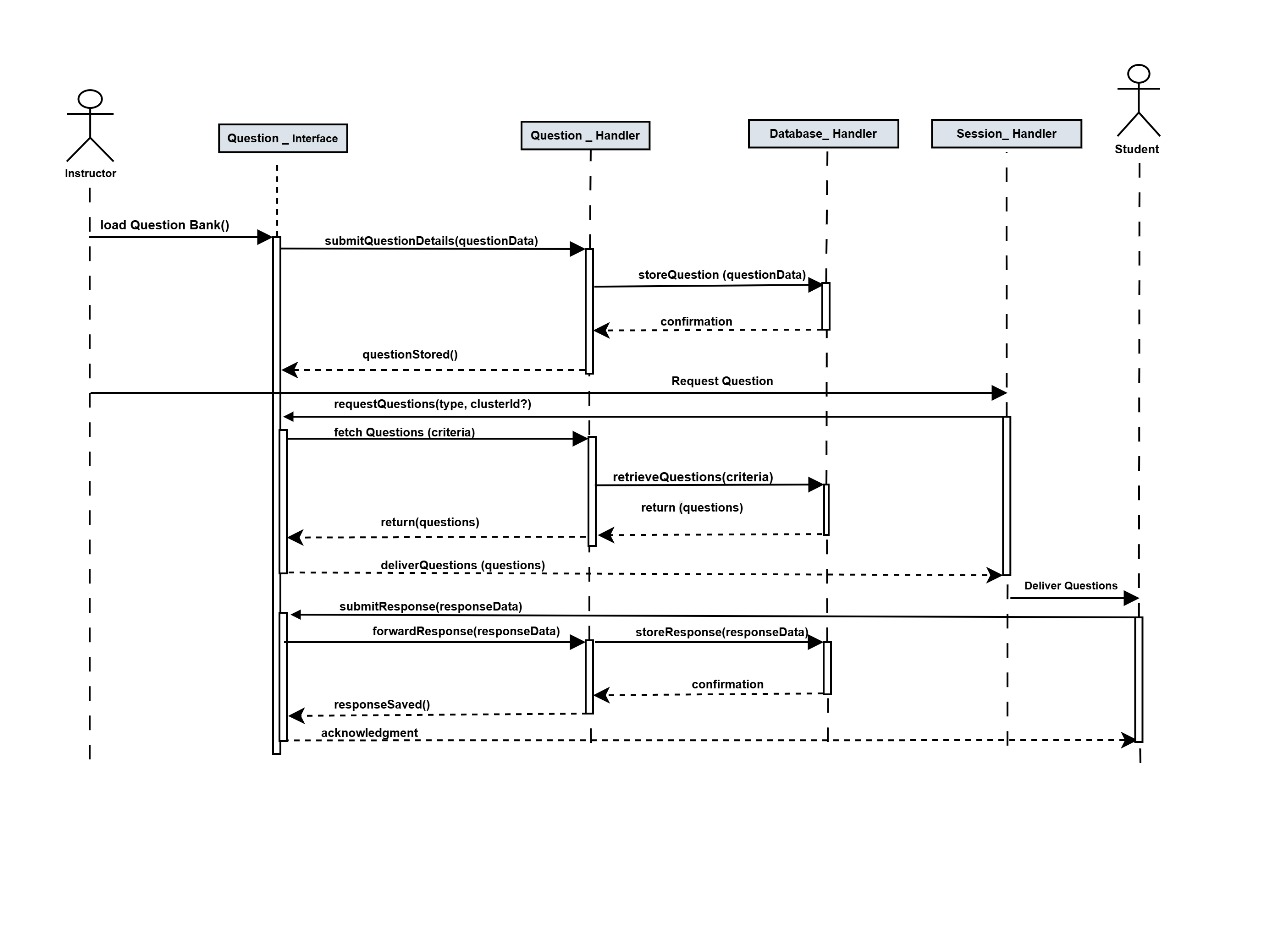 Instructor
Question _ Interface
Question _ Handler
Database_ Handler
Session_ Handler
Student
load Question Bank()
submitQuestionDetails(questionData)
storeQuestion (questionData)
confirmation
questionStored()
Request Question
requestQuestions(type, clusterId?)
fetch Questions (criteria)
retrieveQuestions(criteria)
return (questions)
return(questions)
deliverQuestions (questions)
Deliver Questions
submitResponse(responseData)
forwardResponse(responseData)
storeResponse(responseData)
confirmation
responseSaved()
acknowledgment